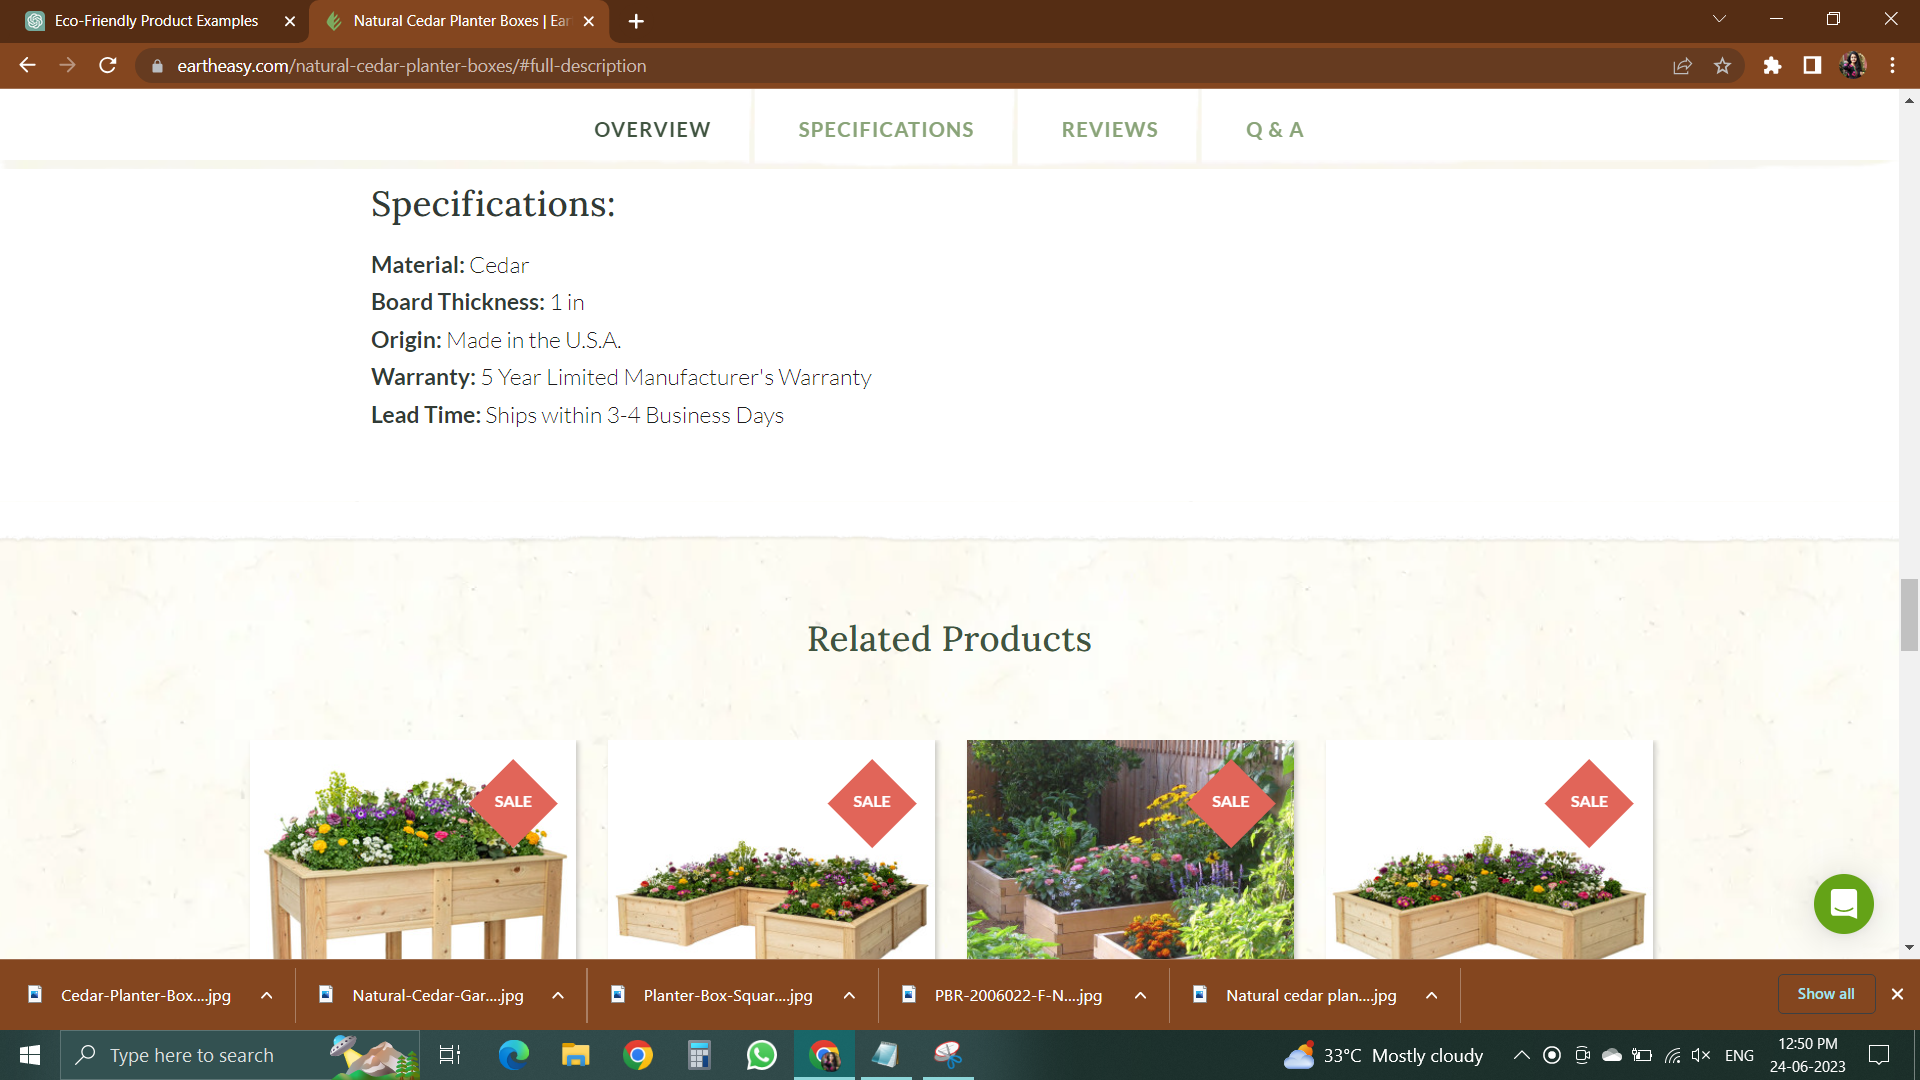 Eco-Friendly Product Examples
Natural Cedar Planter Boxes | Ear
eartheasy.com/natural-cedar-planter-boxes/#full-description
OVERVIEW
SPECIFICATIONS
REVIEWS
Q & A
Specifications:
Material: Cedar
Board Thickness: 1 in
Origin: Made in the U.S.A.
Warranty: 5 Year Limited Manufacturer's Warranty
Lead Time: Ships within 3-4 Business Days
Related Products
SALE
SALE
SALE
SALE
Cedar-Planter-Box....jpg
Natural-Cedar-Gar....jpg
Planter-Box-Squar....jpg
PBR-2006022-F-N....jpg
Natural cedar plan....jpg
Show all
Type here to search
33°C Mostly cloudy
ENG
12:50 PM
24-06-2023